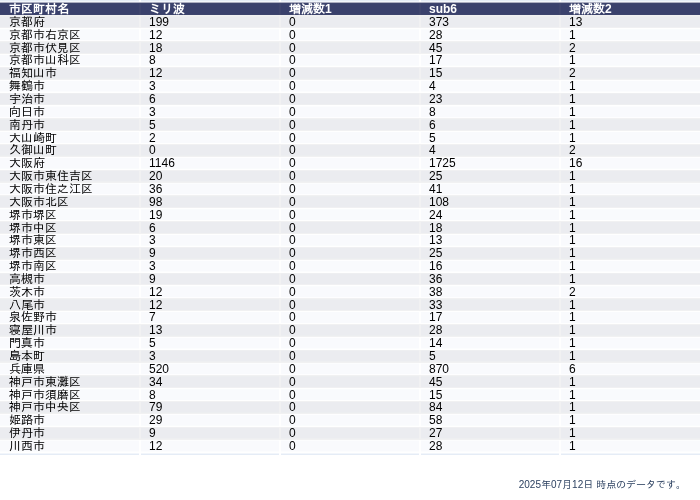 市区町村名 ミリ波 増減数1 sub6 増減数2
京都府 199 0 373 13
京都市右京区 12 0 28 1
京都市伏見区 18 0 45 2
京都市山科区 8 0 17 1
福知山市 12 0 15 2
舞鶴市 3 0 4 1
宇治市 6 0 23 1
向日市 3 0 8 1
南丹市 5 0 6 1
大山崎町 2 0 5 1
久御山町 0 0 4 2
大阪府 1146 0 1725 16
大阪市東住吉区 20 0 25 1
大阪市住之江区 36 0 41 1
大阪市北区 98 0 108 1
堺市堺区 19 0 24 1
堺市中区 6 0 18 1
堺市東区 3 0 13 1
堺市西区 9 0 25 1
堺市南区 3 0 16 1
高槻市 9 0 36 1
茨木市 12 0 38 2
八尾市 12 0 33 1
泉佐野市 7 0 17 1
寝屋川市 13 0 28 1
門真市 5 0 14 1
島本町 3 0 5 1
兵庫県 520 0 870 6
神戸市東灘区 34 0 45 1
神戸市須磨区 8 0 15 1
神戸市中央区 79 0 84 1
姫路市 29 0 58 1
伊丹市 9 0 27 1
川西市 12 0 28 1
2025年07月12日 時点のデータです。